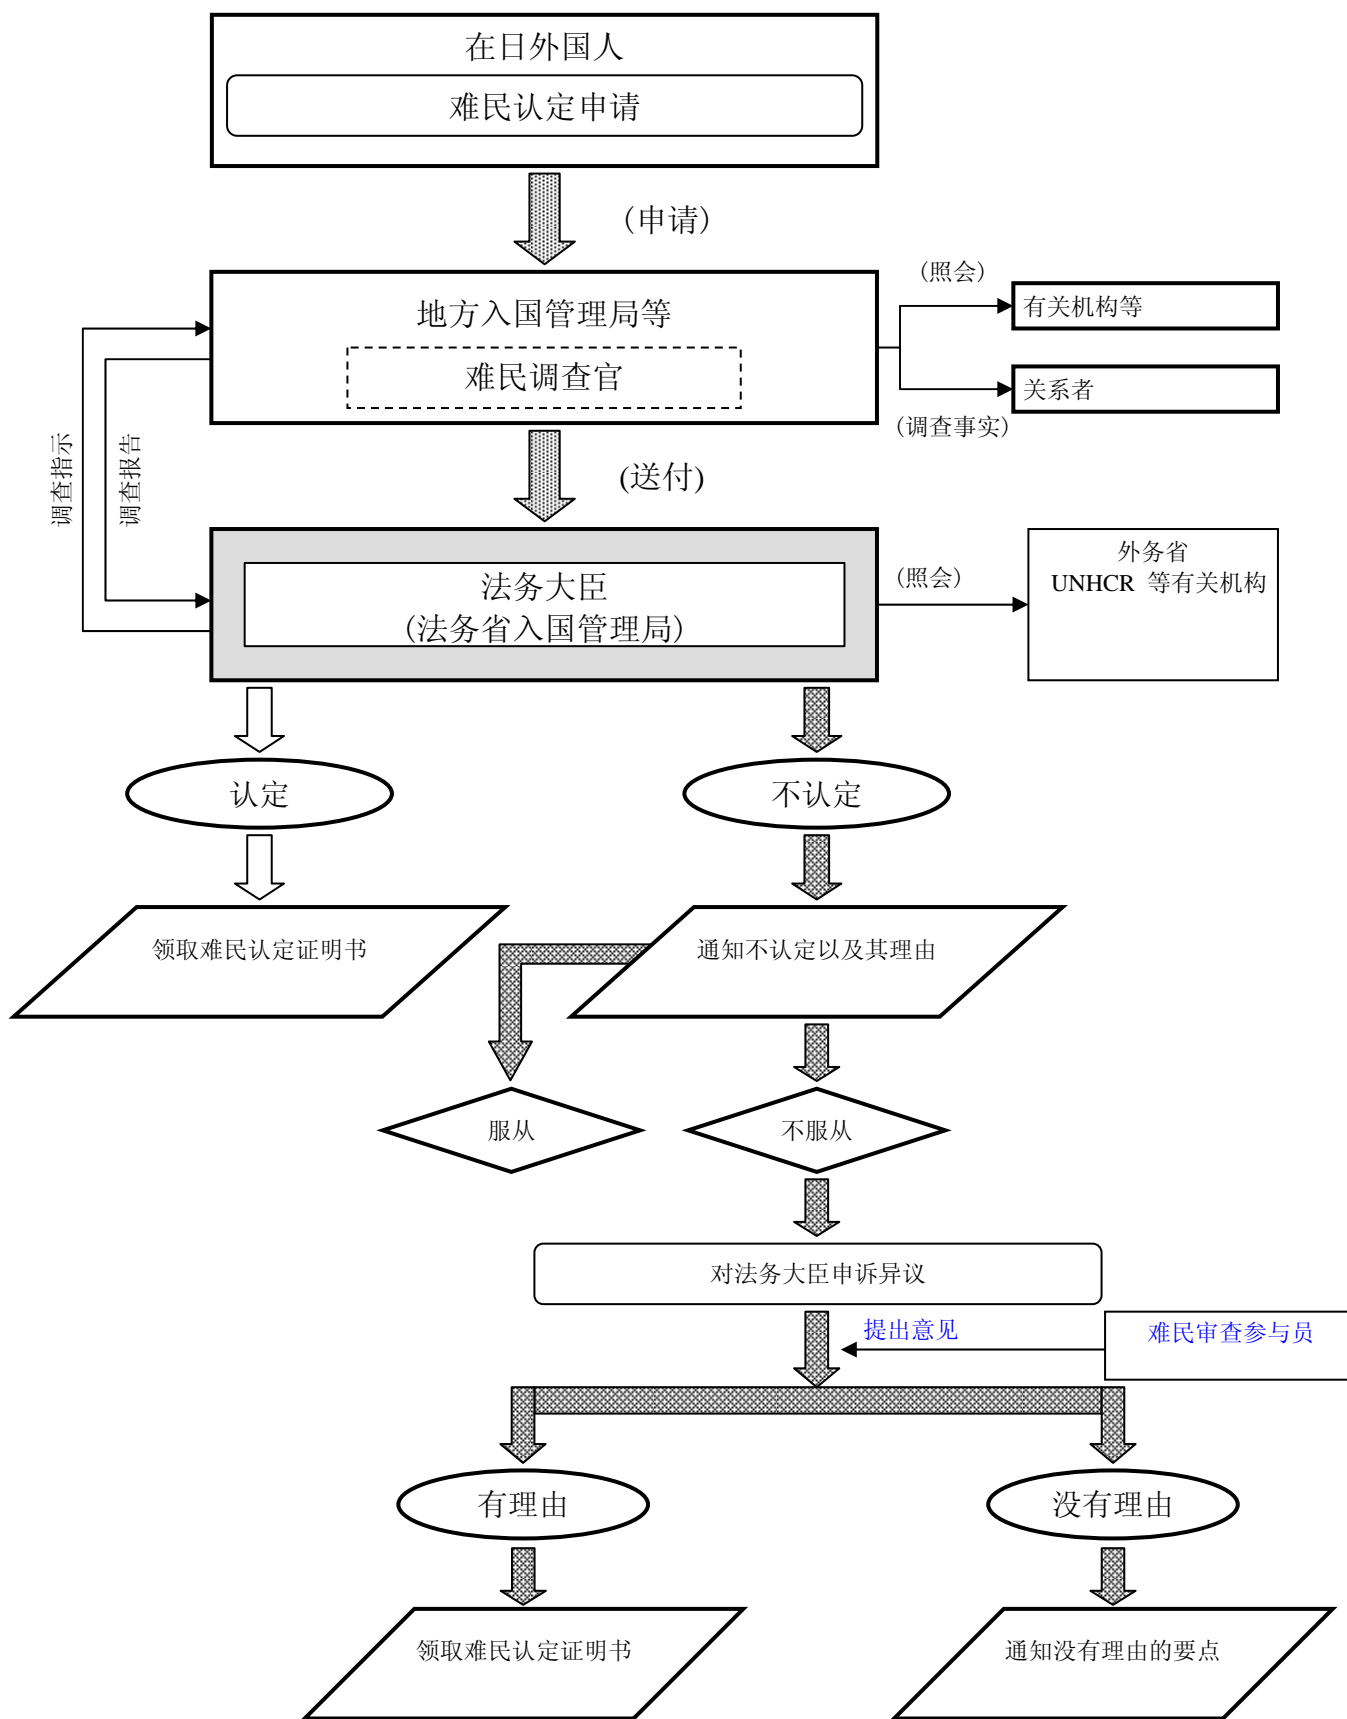 在日外国人
难民认定申请
(申请)
地方入国管理局等
难民调查官
(照会)
有关机构等
关系者
(调查事实)
调查指示
调查报告
(送付)
法务大臣
(法务省入国管理局)
(照会)
外务省
UNHCR 等有关机构
认定
不认定
领取难民认定证明书
通知不认定以及其理由
服从
不服从
对法务大臣申诉异议
提出意见
难民审查参与员
有理由
没有理由
领取难民认定证明书
通知没有理由的要点